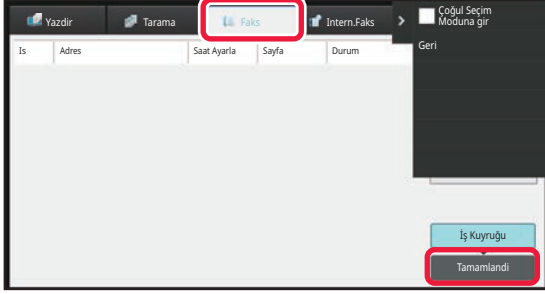 Yazdir
Tarama
Faks
Intern.Faks
Çoğul Seçim
Moduna gir
Is
Adres
Saat Ayarla
Sayfa
Durum
Geri
İş Kuyruğu
Tamamlandi